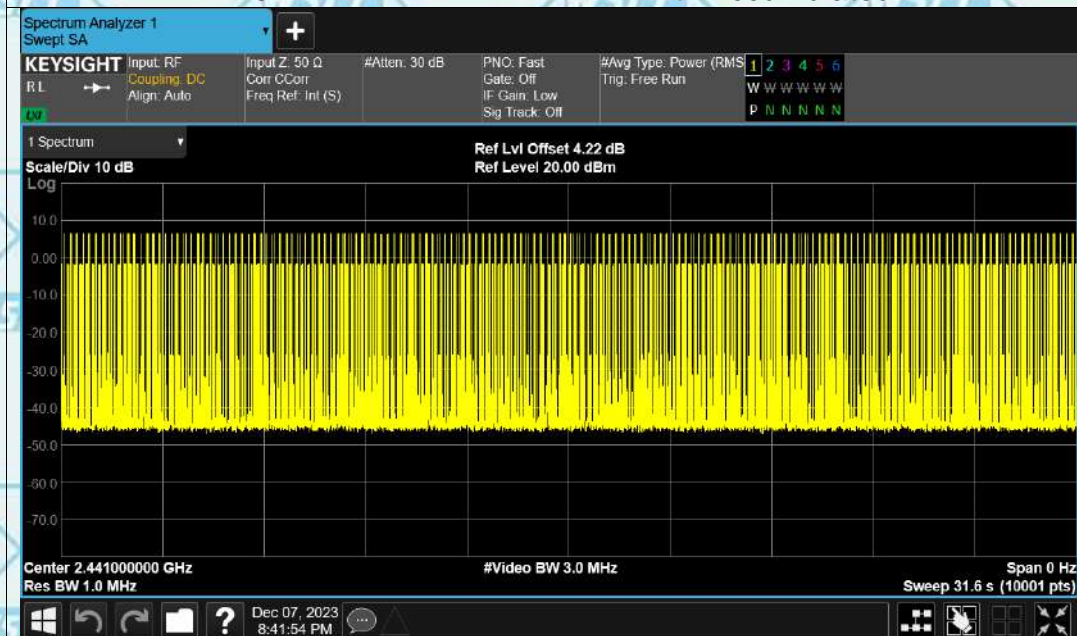 Spectrum Analyzer 1
Swept SA
+
KEYSIGHT
R L
LXI
Input: RF
Coupling: DC
Align: Auto
Input Z: 50 Ω
Corr CCorr
Freq Ref: Int (S)
#Atten: 30 dB
PNO: Fast
Gate: Off
IF Gain: Low
Sig Track: Off
#Avg Type: Power (RMS
Trig: Free Run
1 2 3 4 5 6
W W W W W W
P N N N N N
1 Spectrum
Scale/Div 10 dB
Ref Lvl Offset 4.22 dB
Ref Level 20.00 dBm
Log
10.0
0.00
-10.0
-20.0
-30.0
-40.0
-50.0
-60.0
-70.0
Center 2.441000000 GHz
Res BW 1.0 MHz
#Video BW 3.0 MHz
Span 0 Hz
Sweep 31.6 s (10001 pts)
?
Dec 07, 2023
8:41:54 PM